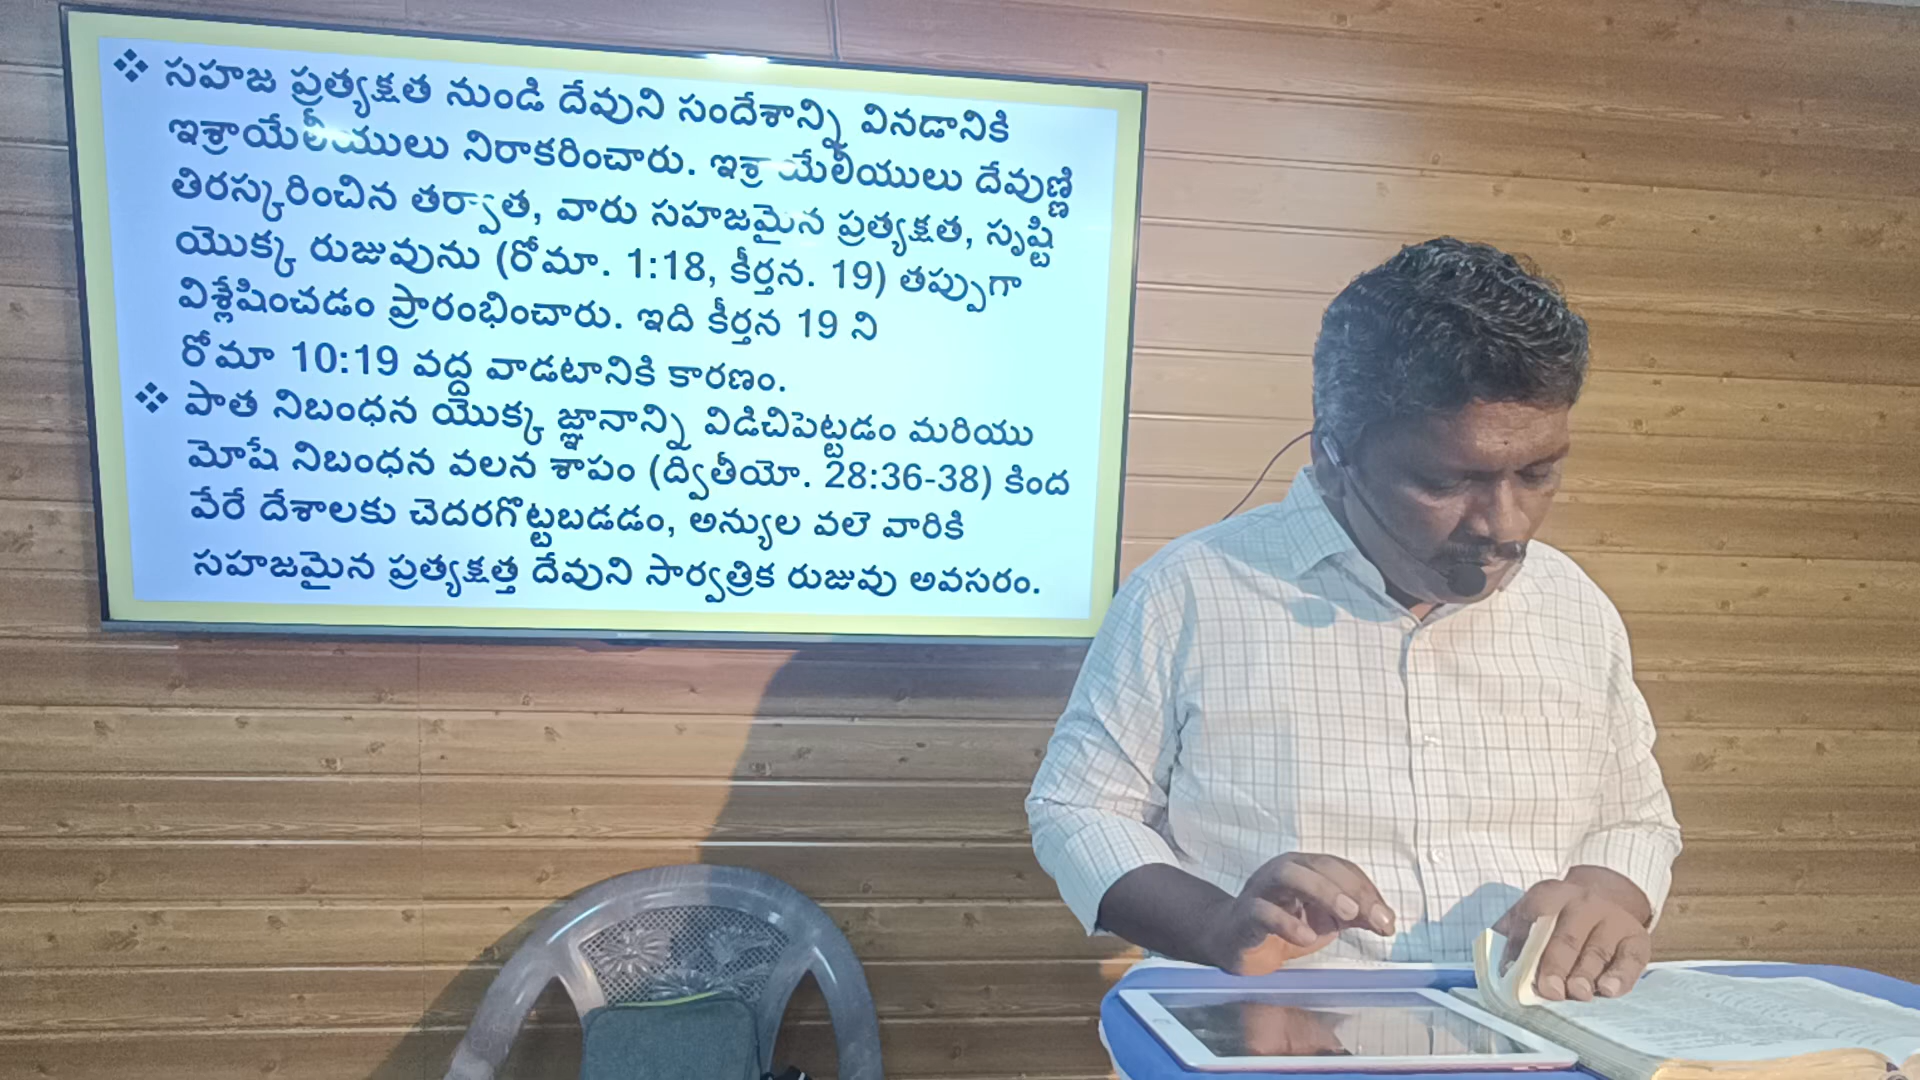 ❖ సహజ ప్రత్యక్షత నుండి దేవుని సందేశాన్ని వినడానికి
ఇశ్రాయేలీయులు నిరాకరించారు. ఇశ్రాయేలీయులు దేవుణ్ణి
తిరస్కరించిన తర్వాత, వారు సహజమైన ప్రత్యక్షత, సృష్టి
యొక్క రుజువును (రోమా. 1:18, కీర్తన. 19) తప్పుగా
విశ్లేషించడం ప్రారంభించారు. ఇది కీర్తన 19 ని
రోమా 10:19 వద్ద వాడటానికి కారణం.
❖ పాత నిబంధన యొక్క జ్ఞానాన్ని విడిచిపెట్టడం మరియు
మోషే నిబంధన వలన శాపం (ద్వితీయో. 28:36-38) కింద
వేరే దేశాలకు చెదరగొట్టబడడం, అన్యుల వలె వారికి
సహజమైన ప్రత్యక్షత్త దేవుని సార్వత్రిక రుజువు అవసరం.